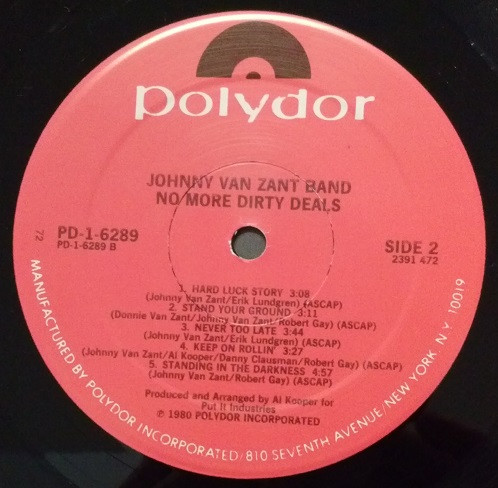 polydor
JOHNNY VAN ZANT BAND
NO MORE DIRTY DEALS
72
PD-1-6289
PD-1-6289 B
SIDE 2
2391 472
1. HARD LUCK STORY 3:08
(Johnny Van Zant/Erik Lundgren) (ASCAP)
2. STAND YOUR GROUND 3:11
(Donnie Van Zant/Johnny Van Zant/Robert Gay) (ASCAP)
3. NEVER TOO LATE 3:44
(Johnny Van Zant/Erik Lundgren) (ASCAP)
4. KEEP ON ROLLIN' 3:27
(Johnny Van Zant/Al Kooper/Danny Clausman/Robert Gay) (ASCAP)
5. STANDING IN THE DARKNESS 4:57
(Johnny Van Zant/Robert Gay) (ASCAP)
Produced and Arranged by Al Kooper for
Put It Industries
℗ 1980 POLYDOR INCORPORATED
MANUFACTURED BY POLYDOR INCORPORATED/810 SEVENTH AVENUE/NEW YORK, N.Y. 10019